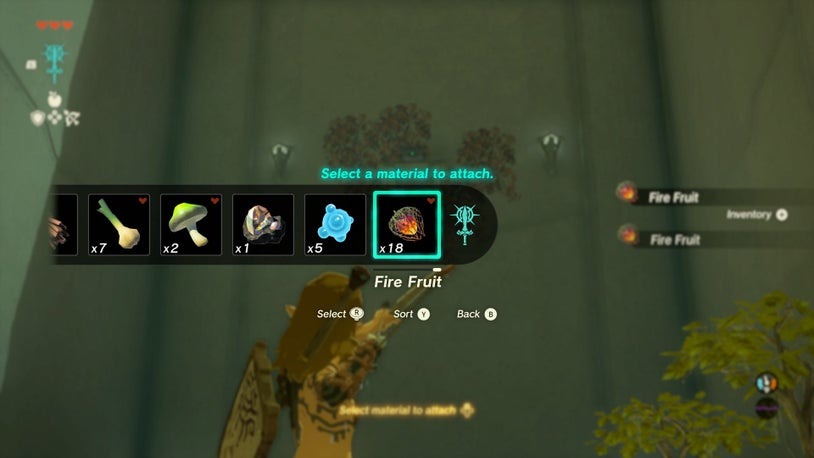 Select a material to attach.
x7
x2
x1
x5
x18
Fire Fruit
Select R
Sort Y
Back B
Select material to attach
Fire Fruit
Inventory +
Fire Fruit